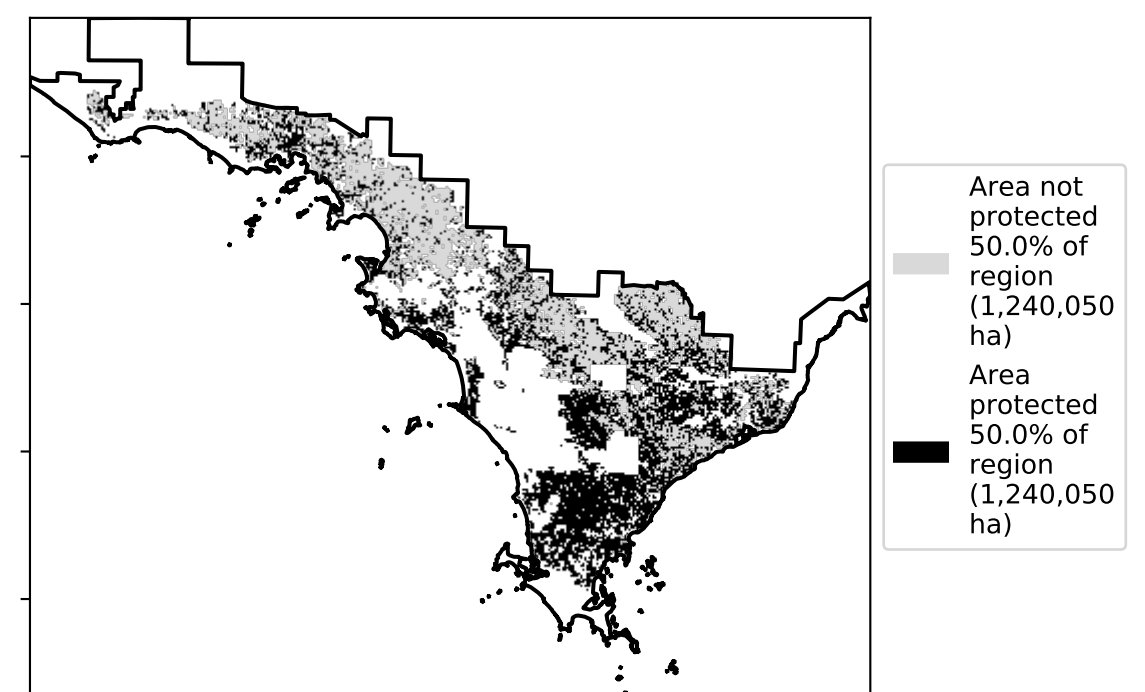 Area not
protected
50.0% of
region
(1,240,050
ha)
Area
protected
50.0% of
region
(1,240,050
ha)